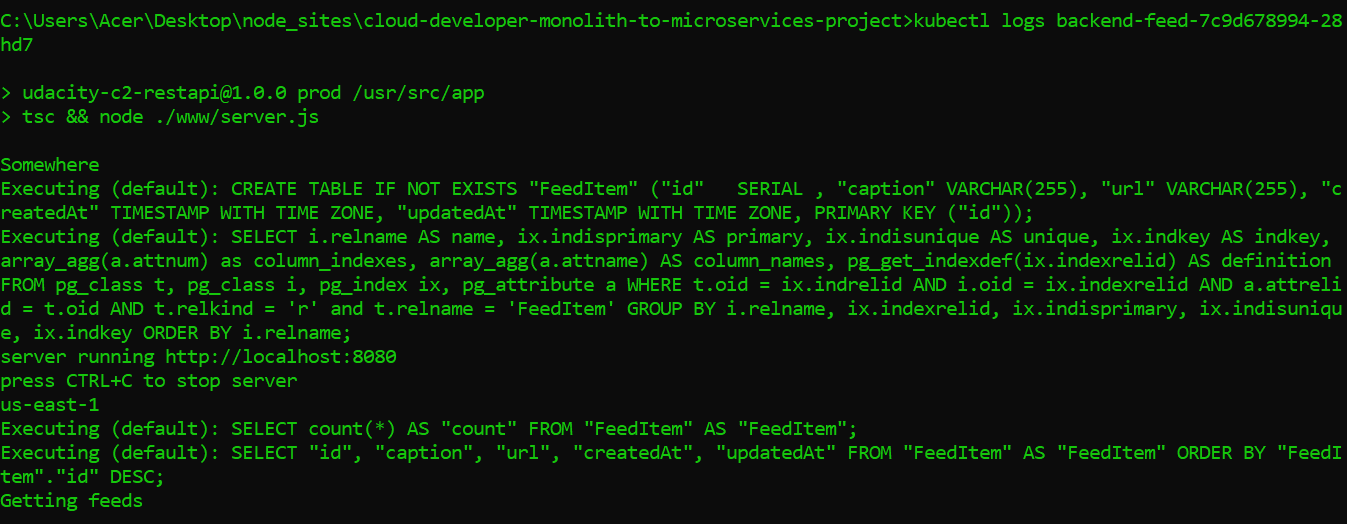 C:\Users\Acer\Desktop\node_sites\cloud-developer-monolith-to-microservices-project>kubectl logs backend-feed-7c9d678994-28
hd7
> udacity-c2-restapi@1.0.0 prod /usr/src/app
> tsc && node ./www/server.js
Somewhere
Executing (default): CREATE TABLE IF NOT EXISTS "FeedItem" ("id"   SERIAL , "caption" VARCHAR(255), "url" VARCHAR(255), "c
reatedAt" TIMESTAMP WITH TIME ZONE, "updatedAt" TIMESTAMP WITH TIME ZONE, PRIMARY KEY ("id"));
Executing (default): SELECT i.relname AS name, ix.indisprimary AS primary, ix.indisunique AS unique, ix.indkey AS indkey,
array_agg(a.attnum) as column_indexes, array_agg(a.attname) AS column_names, pg_get_indexdef(ix.indexrelid) AS definition
FROM pg_class t, pg_class i, pg_index ix, pg_attribute a WHERE t.oid = ix.indrelid AND i.oid = ix.indexrelid AND a.attreli
d = t.oid AND t.relkind = 'r' and t.relname = 'FeedItem' GROUP BY i.relname, ix.indexrelid, ix.indisprimary, ix.indisuniqu
e, ix.indkey ORDER BY i.relname;
server running http://localhost:8080
press CTRL+C to stop server
us-east-1
Executing (default): SELECT count(*) AS "count" FROM "FeedItem" AS "FeedItem";
Executing (default): SELECT "id", "caption", "url", "createdAt", "updatedAt" FROM "FeedItem" AS "FeedItem" ORDER BY "FeedI
tem"."id" DESC;
Getting feeds